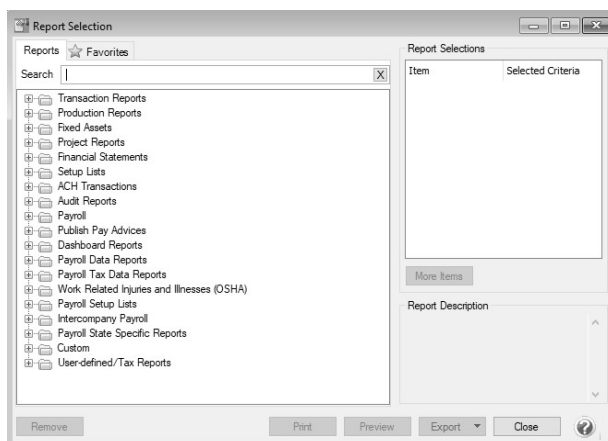 Report Selection
Reports
Favorites
Search
X
Transaction Reports
Production Reports
Fixed Assets
Project Reports
Financial Statements
Setup Lists
ACH Transactions
Audit Reports
Payroll
Publish Pay Advices
Dashboard Reports
Payroll Data Reports
Payroll Tax Data Reports
Work Related Injuries and Illnesses (OSHA)
Payroll Setup Lists
Intercompany Payroll
Payroll State Specific Reports
Custom
User-defined/Tax Reports
Report Selections
Item Selected Criteria
More Items
Report Description
Remove Print Preview Export Close ?